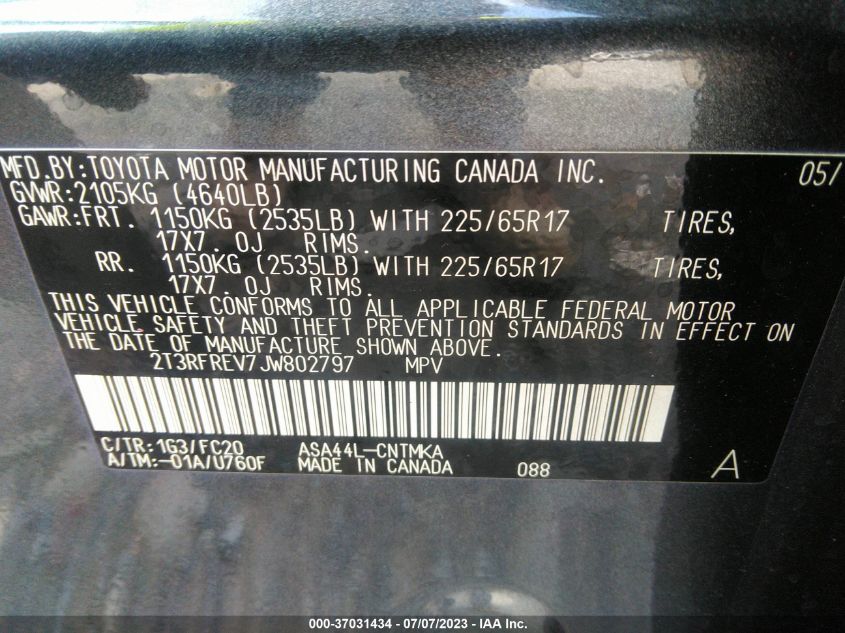 MFD.BY:TOYOTA MOTOR MANUFACTURING CANADA INC. 05/
GVWR:2105KG (4640LB)
GAWR:FRT. 1150KG (2535LB) WITH 225/65R17 TIRES,
17X7.0J RIMS.
RR. 1150KG (2535LB) WITH 225/65R17 TIRES,
17X7.0J RIMS.
THIS VEHICLE CONFORMS TO ALL APPLICABLE FEDERAL MOTOR
VEHICLE SAFETY AND THEFT PREVENTION STANDARDS IN EFFECT ON
THE DATE OF MANUFACTURE SHOWN ABOVE.
2T3RFREV7JW802797 MPV
C/TR:1G3/FC20 ASA44L-CNTMKA
A/TM:-01A/U760F MADE IN CANADA 088 A
000-37031434 / 07/07/2023 - IAA Inc.